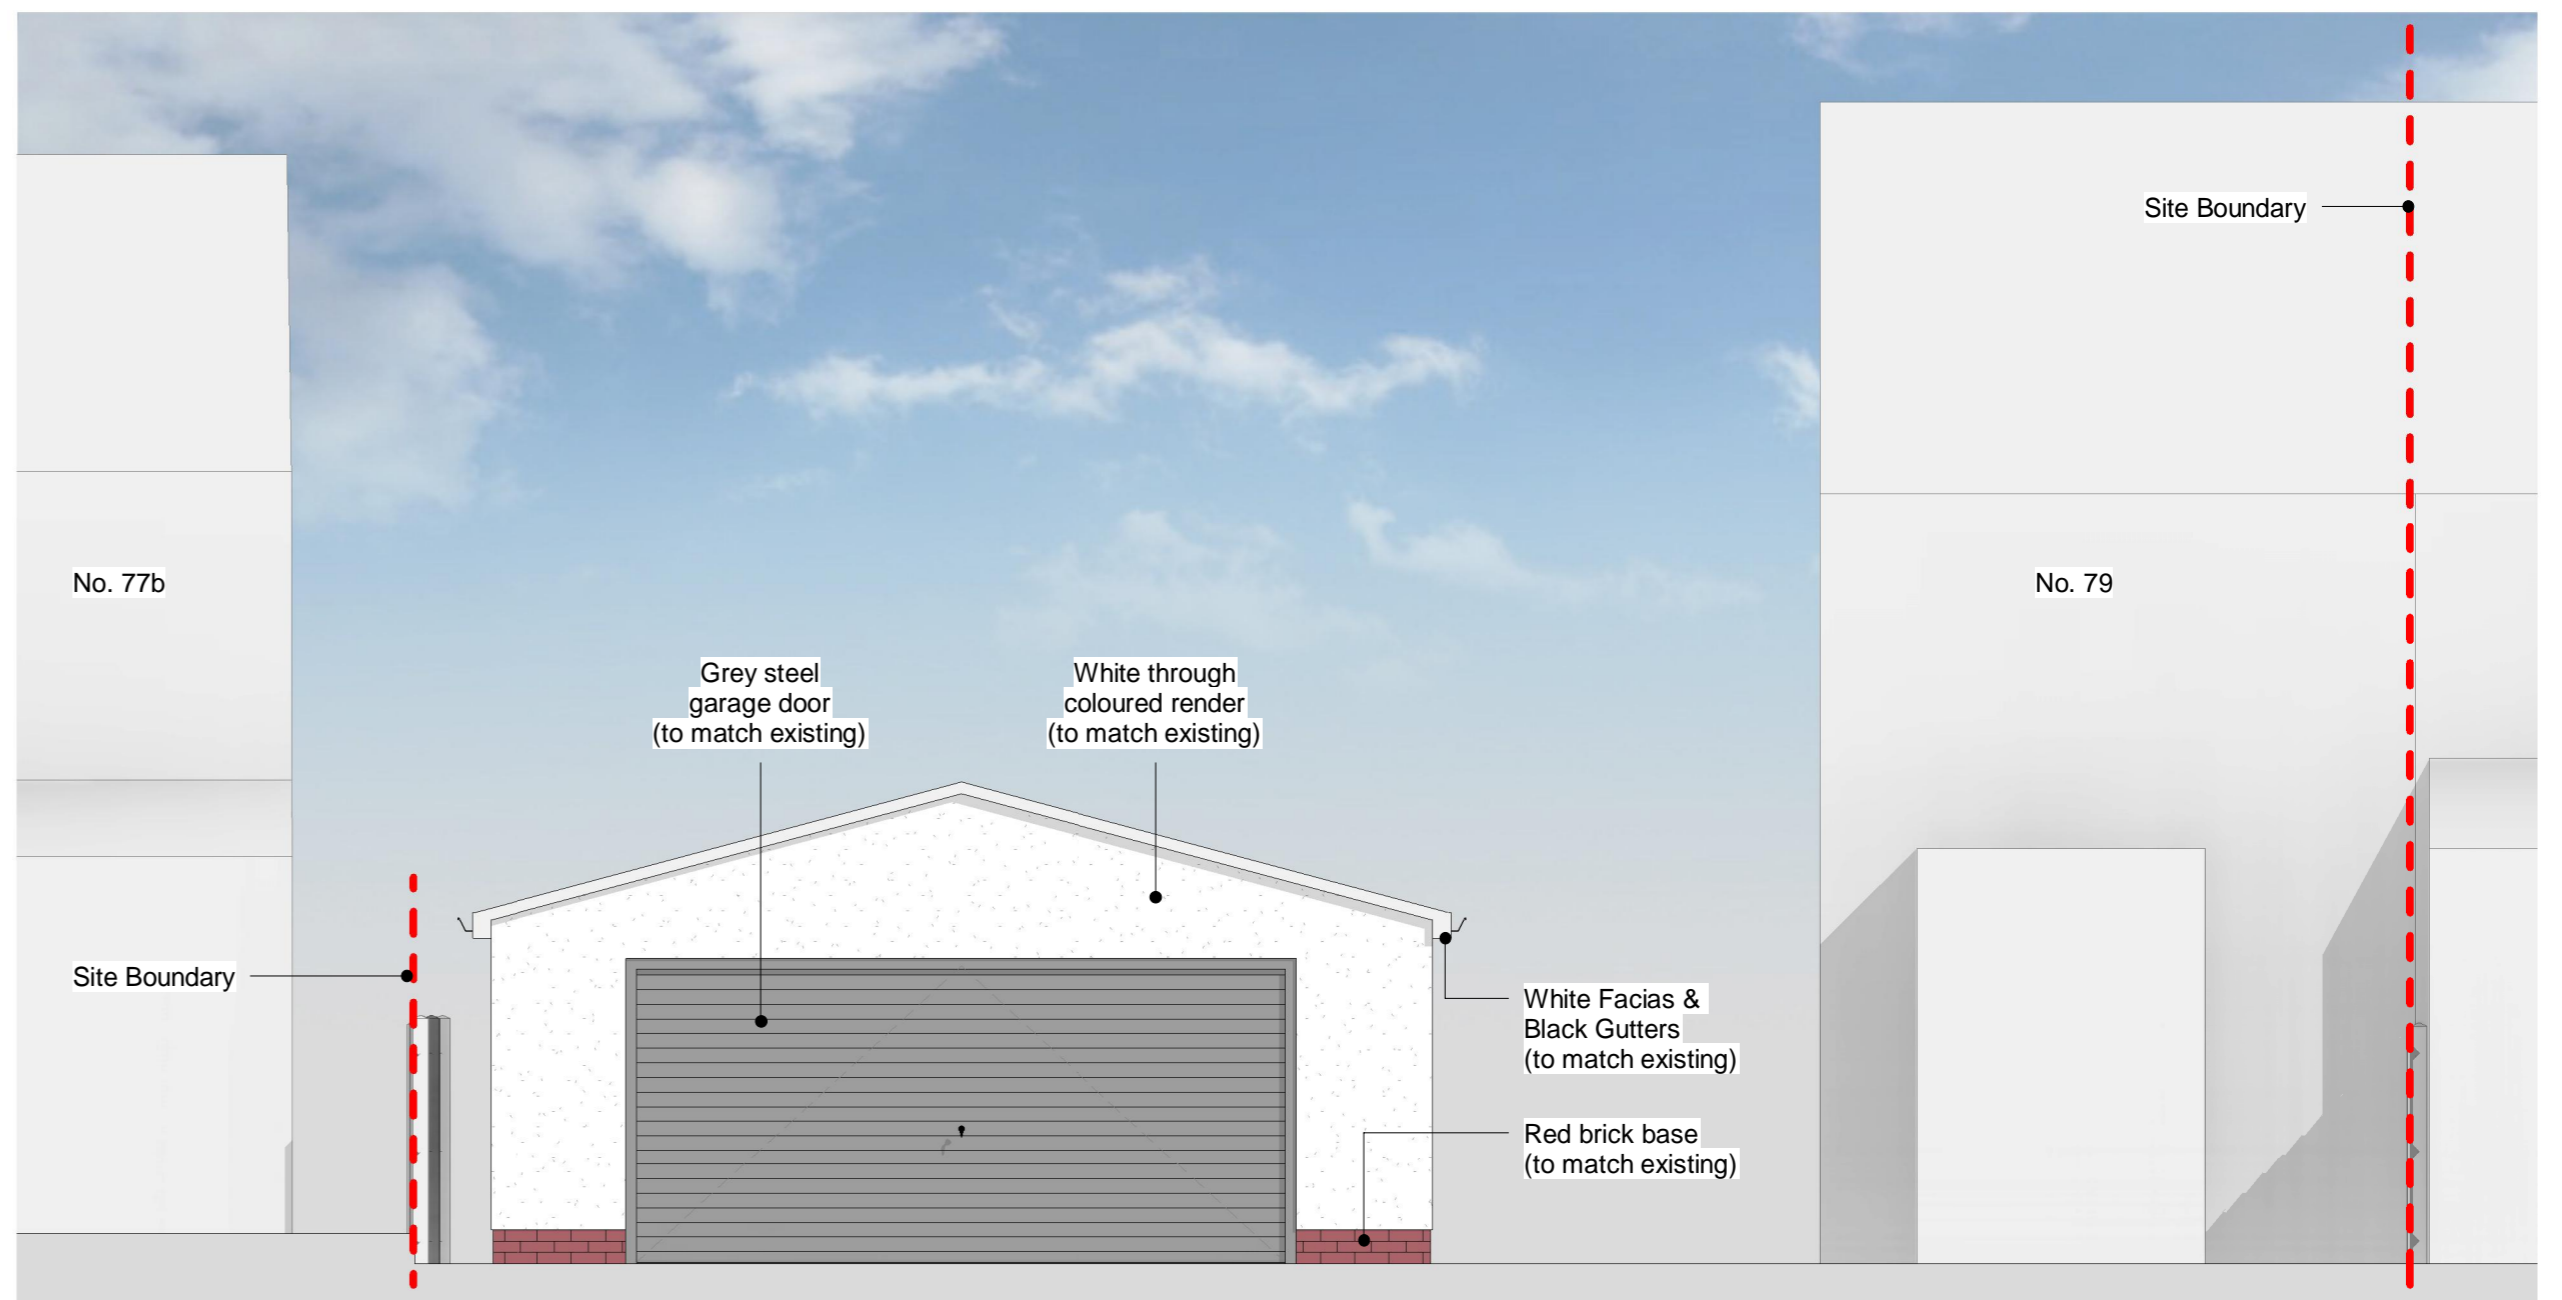 Site Boundary
No. 77b
No. 79
Grey steel
garage door
(to match existing)
White through
coloured render
(to match existing)
Site Boundary
White Facias &
Black Gutters
(to match existing)
Red brick base
(to match existing)